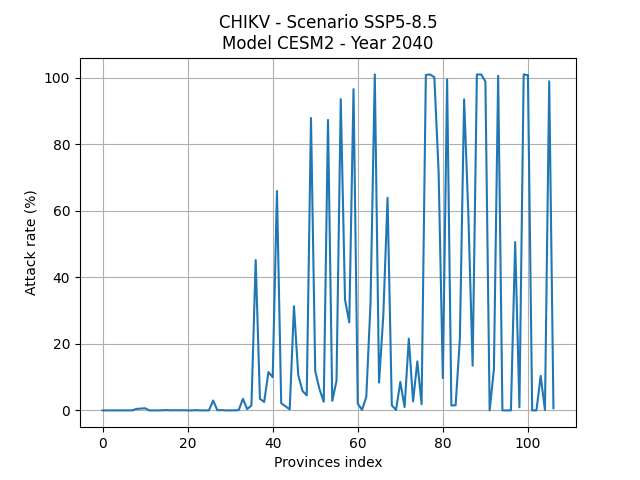 CHIKV - Scenario SSP5-8.5
Model CESM2 - Year 2040
Attack rate (%)
100
80
60
40
20
0
0 20 40 60 80 100
Provinces index